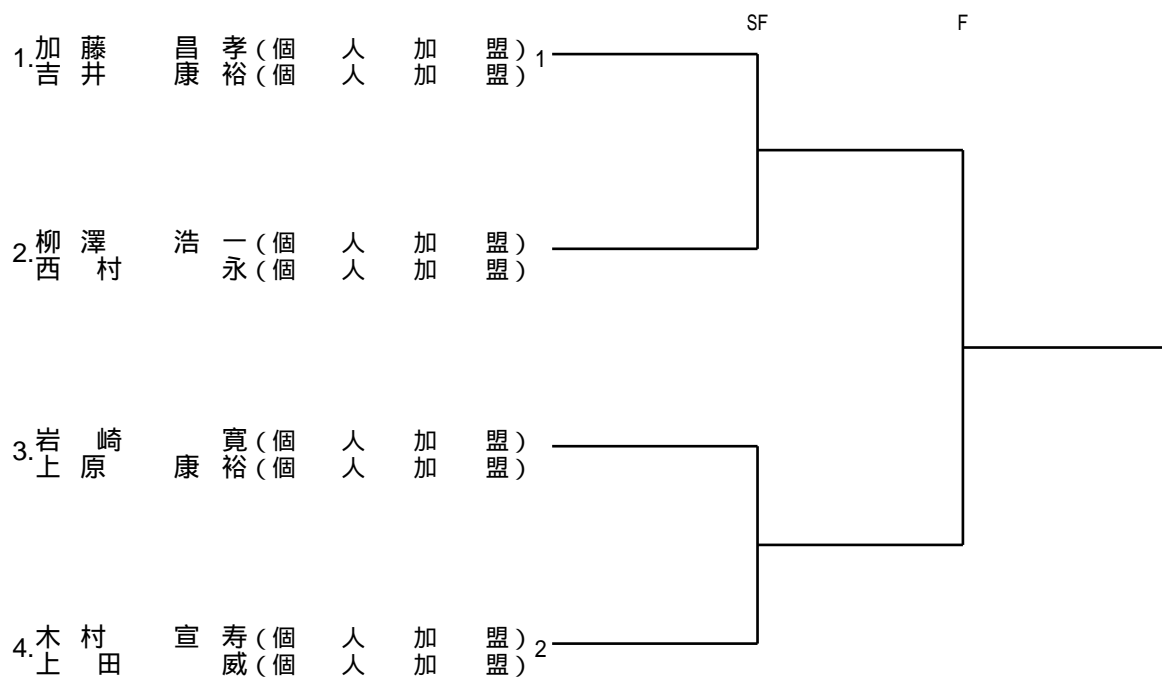 SF F
1. 加藤 昌孝(個人加盟) 1
吉井 康裕(個人加盟)
2. 柳澤 浩一(個人加盟)
西村 永(個人加盟)
3. 岩崎 寛(個人加盟)
上原 康裕(個人加盟)
4. 木村 宣寿(個人加盟) 2
上田 威(個人加盟)